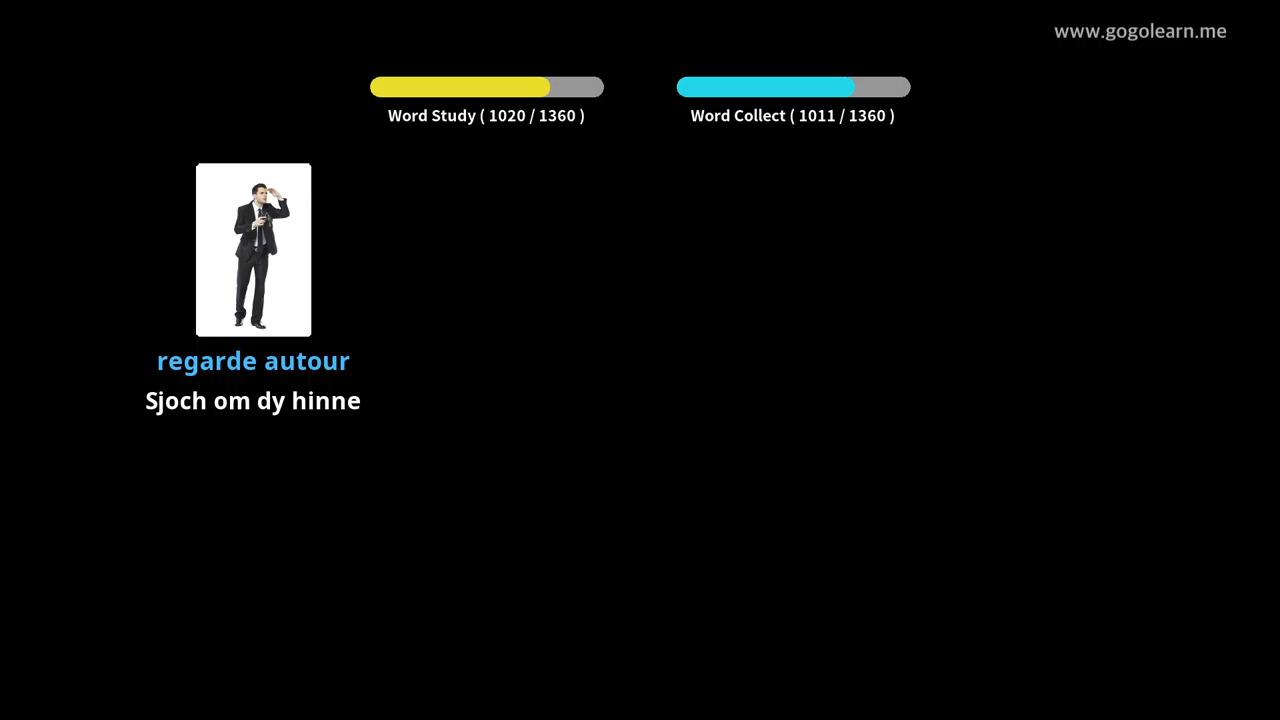 www.gogolearn.me
Word Study ( 1020 / 1360 )
Word Collect ( 1011 / 1360 )
regarde autour
Sjoch om dy hinne